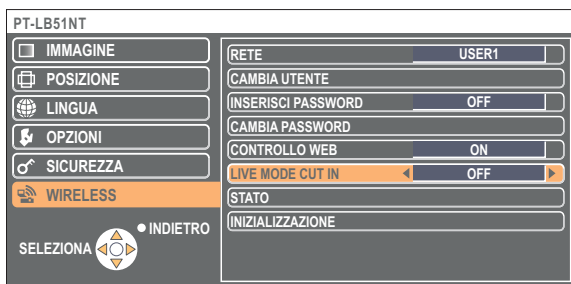 PT-LB51NT
IMMAGINE
POSIZIONE
LINGUA
OPZIONI
SICUREZZA
WIRELESS
INDIETRO
SELEZIONA
RETE USER1
CAMBIA UTENTE
INSERISCI PASSWORD OFF
CAMBIA PASSWORD
CONTROLLO WEB ON
LIVE MODE CUT IN OFF
STATO
INIZIALIZZAZIONE